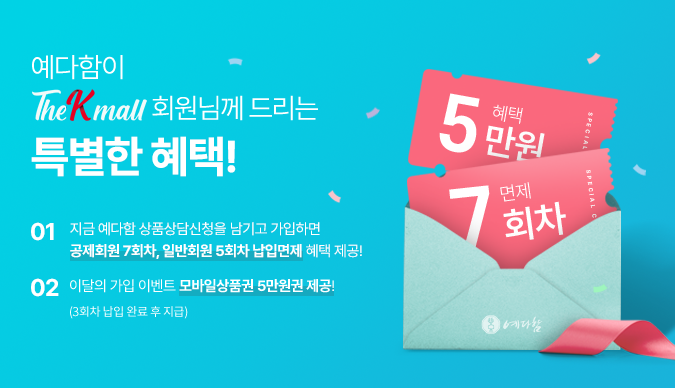 예다함이
TheKmall 회원님께 드리는
특별한 혜택!
01 지금 예다함 상품상담신청을 남기고 가입하면
공제회원 7회차, 일반회원 5회차 납입면제 혜택 제공!
02 이달의 가입 이벤트 모바일상품권 5만원권 제공!
(3회차 납입 완료 후 지급)
5 혜택
만원
SPECIAL
7 면제
회차
SPECIAL C
예다함